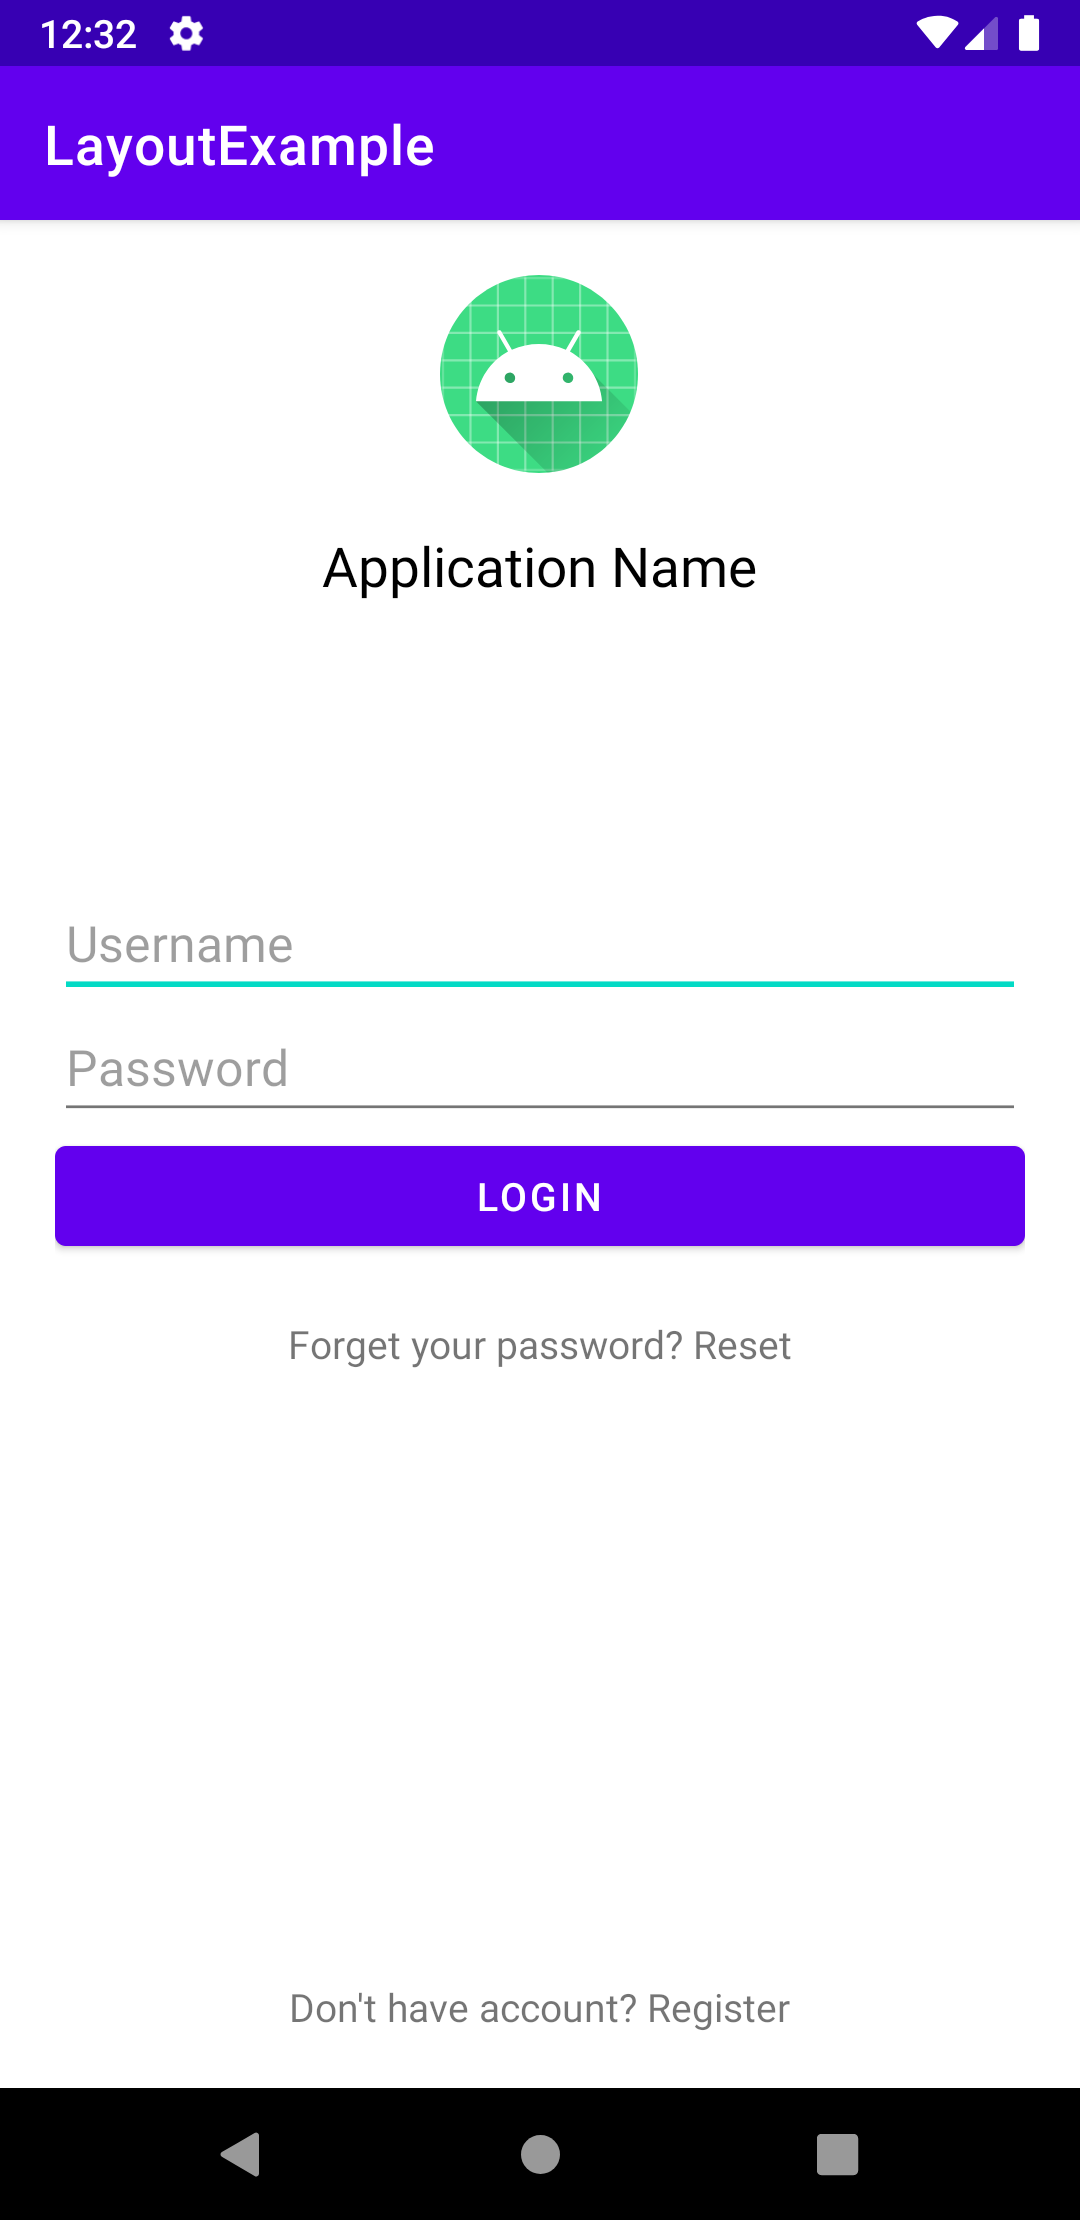 12:32
LayoutExample
Application Name
Username
Password
LOGIN
Forget your password? Reset
Don't have account? Register